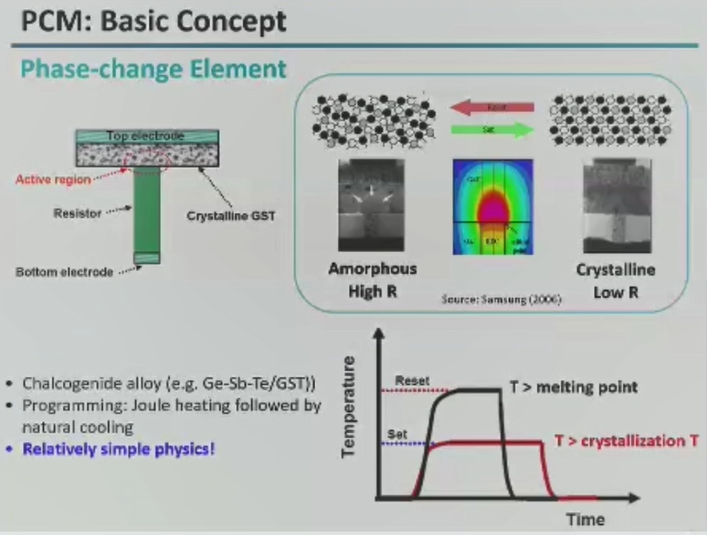 PCM: Basic Concept
Phase-change Element
Top electrode
Active region
Resistor
Crystalline GST
Bottom electrode
Reset
Set
Amorphous
High R
Crystalline
Low R
Source: Samsung (2006)
• Chalcogenide alloy (e.g. Ge-Sb-Te/GST))
• Programming: Joule heating followed by
natural cooling
• Relatively simple physics!
Temperature
Reset
T > melting point
Set
T > crystallization T
Time